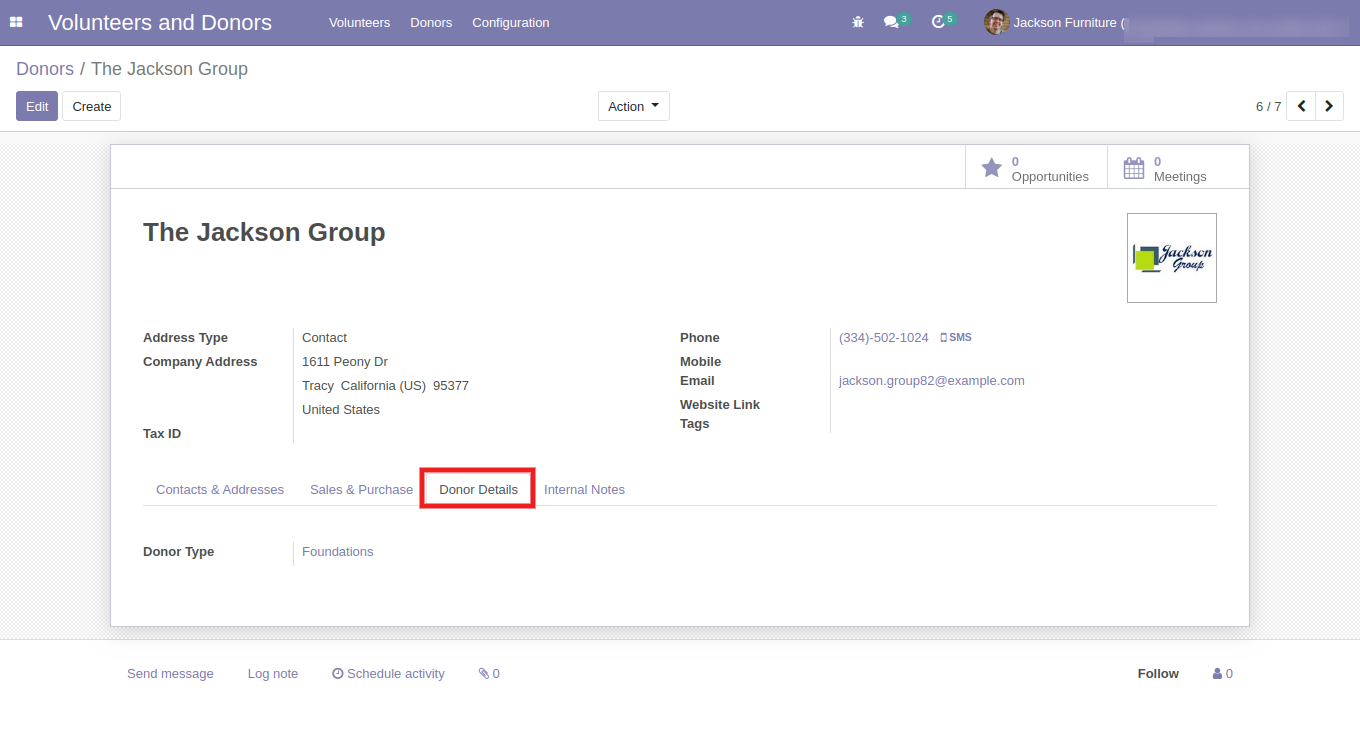 Volunteers and Donors Volunteers Donors Configuration 3 5 Jackson Furniture (
Donors / The Jackson Group
Edit Create Action 6 / 7
0 Opportunities 0 Meetings
The Jackson Group
Jackson
Group
Address Type Contact Phone (334)-502-1024 SMS
Company Address 1611 Peony Dr Mobile
Tracy California (US) 95377 Email jackson.group82@example.com
United States Website Link
Tags
Tax ID
Contacts & Addresses Sales & Purchase Donor Details Internal Notes
Donor Type Foundations
Send message Log note Schedule activity 0 Follow 0